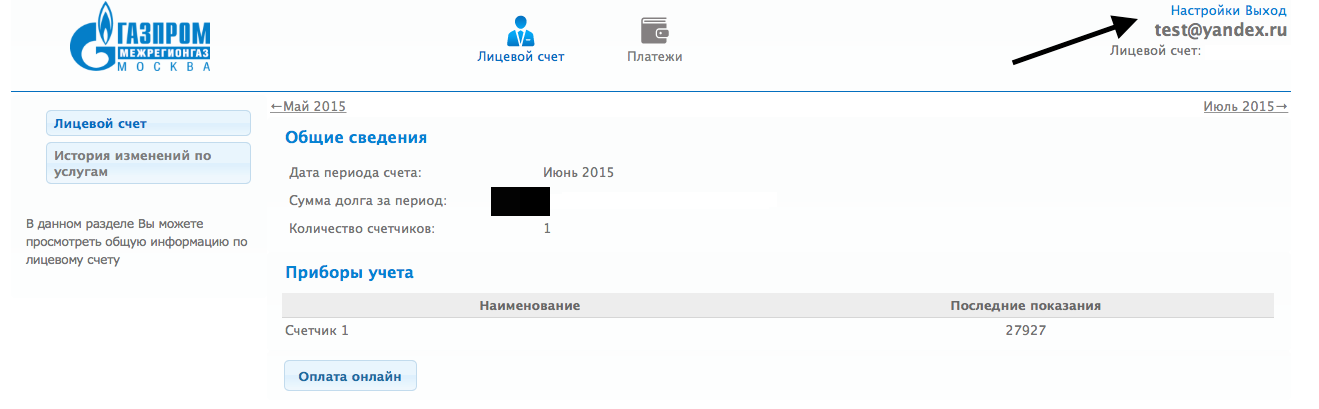 ГАЗПРОМ
МЕЖРЕГИОНГАЗ
МОСКВА
Лицевой счет
Платежи
Настройки Выход
test@yandex.ru
Лицевой счет:
←Май 2015
Июль 2015→
Лицевой счет
История изменений по
услугам
В данном разделе Вы можете
просмотреть общую информацию по
лицевому счету
Общие сведения
Дата периода счета: Июнь 2015
Сумма долга за период:
Количество счетчиков: 1
Приборы учета
Наименование Последние показания
Счетчик 1 27927
Оплата онлайн